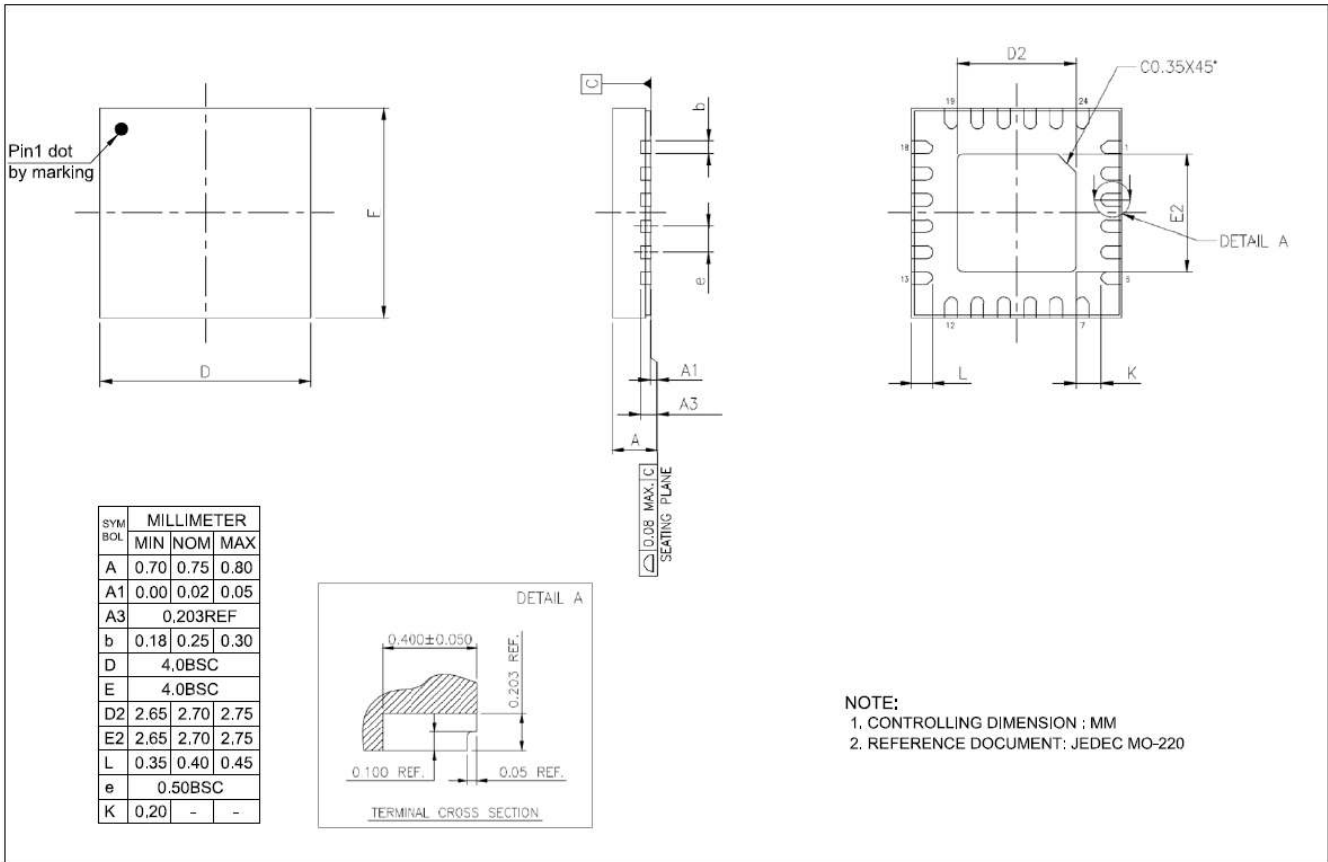 Pin1 dot
by marking
F
D
C
b
e
A1
A3
A
0.08 MAX. C
SEATING PLANE
D2
C0.35X45°
19
24
18
1
E2
DETAIL A
13
6
12
7
L
K
SYM
BOL
MILLIMETER
MIN NOM MAX
A 0.70 0.75 0.80
A1 0.00 0.02 0.05
A3 0.203REF
b 0.18 0.25 0.30
D 4.0BSC
E 4.0BSC
D2 2.65 2.70 2.75
E2 2.65 2.70 2.75
L 0.35 0.40 0.45
e 0.50BSC
K 0.20 - -
DETAIL A
0.400±0.050
0.203 REF.
0.100 REF.
0.05 REF.
TERMINAL CROSS SECTION
NOTE:
1. CONTROLLING DIMENSION : MM
2. REFERENCE DOCUMENT: JEDEC MO-220